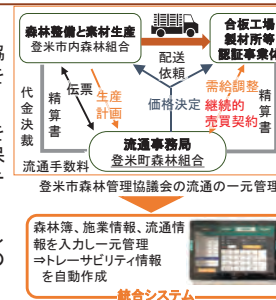 森林整備と素材生産
登米市内森林組合
合板工場
製材所等
認証事業体
配送
依頼
伝票
生産
計画
価格決定
需給調整
継続的
売買契約
代金決裁
精算書
精算書
流通事務局
登米町森林組合
流通手数料
登米市森林管理協議会の流通の一元管理
森林簿、施業情報、流通情
報を入力し一元管理
⇒トレーサビリティ情報
を自動作成
統合システム